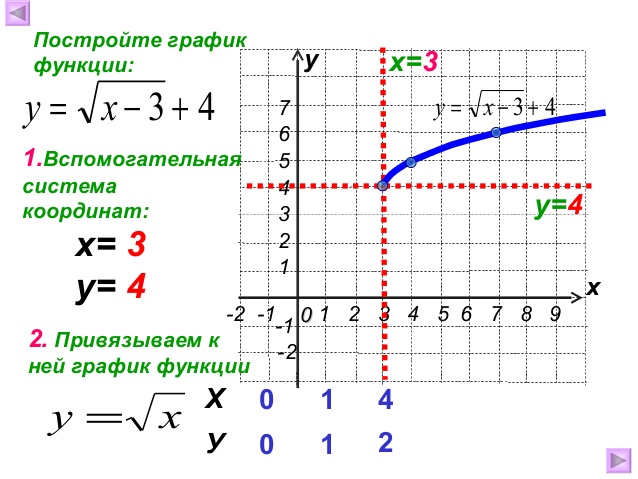 Постройте график
функции:
y = √x − 3 + 4
1.Вспомогательная
система
координат:
x= 3
y= 4
2. Привязываем к
ней график функции
y = √x
X 0 1 4
У 0 1 2
y
x=3
y = √x − 3 + 4
7
6
5
4
3
2
1
y=4
x
-2 -1 0 1 2 3 4 5 6 7 8 9
-1
-2